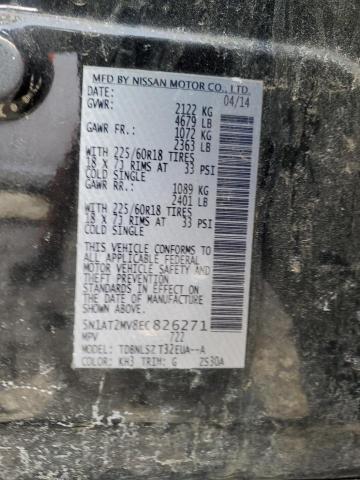 MFD BY NISSAN MOTOR CO., LTD.
DATE: 04/14
GVWR: 2122 KG
4679 LB
GAWR FR.: 1072 KG
2363 LB
WITH 225/60R18 TIRES
18 X 7J RIMS AT 33 PSI
COLD SINGLE
GAWR RR.: 1089 KG
2401 LB
WITH 225/60R18 TIRES
18 X 7J RIMS AT 33 PSI
COLD SINGLE
THIS VEHICLE CONFORMS TO
ALL APPLICABLE FEDERAL
MOTOR VEHICLE SAFETY
AND THEFT PREVENTION
STANDARDS IN EFFECT ON
THE DATE OF MANUFACTURE
SHOWN ABOVE.
5N1AT2MV8EC826271
MPV 722
MODEL: TDBNLSZ T32EUA--A
COLOR: KH3 TRIM: G 2530A